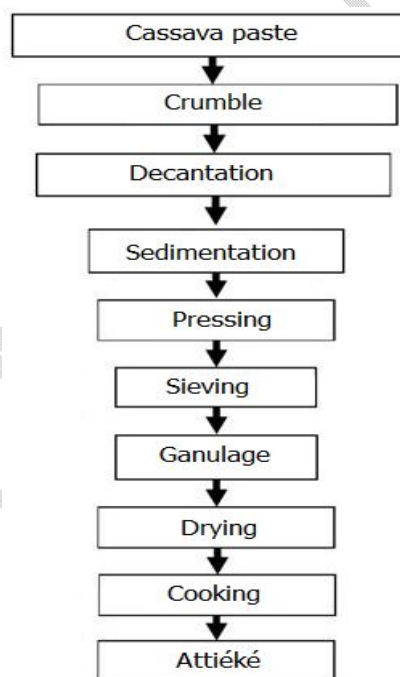 Cassava paste
Crumble
Decantation
Sedimentation
Pressing
Sieving
Ganulage
Drying
Cooking
Attiéké